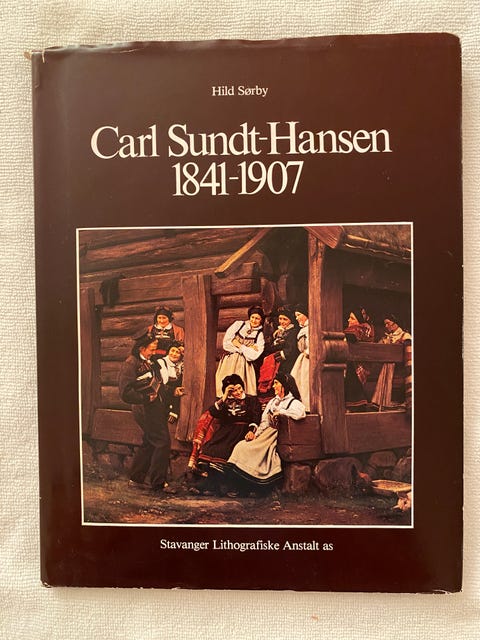 Hild Sørby
Carl Sundt-Hansen
1841-1907
Stavanger Lithografiske Anstalt as